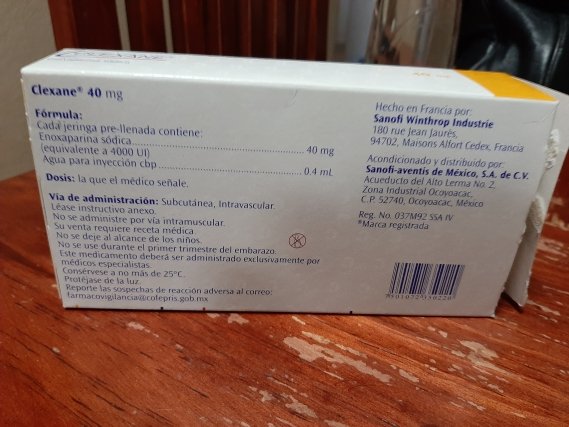 CLEXANE®
40 mg
Clexane® 40 mg
Fórmula:
Cada jeringa pre-llenada contiene:
Enoxaparina sódica........................................ 40 mg
(equivalente a 4000 UI)
Agua para inyección cbp................................. 0.4 mL
Dosis: la que el médico señale.
Vía de administración: Subcutánea, Intravascular.
Léase instructivo anexo.
No se administre por vía intramuscular.
Su venta requiere receta médica.
No se deje al alcance de los niños.
No se use durante el primer trimestre del embarazo.
Este medicamento deberá ser administrado exclusivamente por
médicos especialistas.
Consérvese a no más de 25°C.
Protéjase de la luz.
Reporte las sospechas de reacción adversa al correo:
farmacovigilancia@cofepris.gob.mx
Hecho en Francia por:
Sanofi Winthrop Industrie
180 rue Jean Jaurès,
94702, Maisons Alfort Cedex, Francia
Acondicionado y distribuido por:
Sanofi-aventis de México, S.A. de C.V.
Acueducto del Alto Lerma No. 2,
Zona Industrial Ocoyoacac,
C.P. 52740, Ocoyoacac, México
Reg. No. 037M92 SSA IV
*Marca registrada